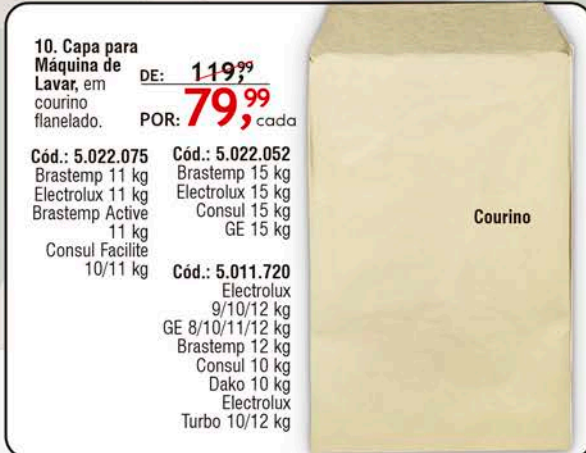 10. Capa para
Máquina de
Lavar, em
courino
flanelado.
DE: 119,99
POR: 79,99 cada
Cód.: 5.022.075
Brastemp 11 kg
Electrolux 11 kg
Brastemp Active
11 kg
Consul Facilite
10/11 kg
Cód.: 5.022.052
Brastemp 15 kg
Electrolux 15 kg
Consul 15 kg
GE 15 kg
Cód.: 5.011.720
Electrolux
9/10/12 kg
GE 8/10/11/12 kg
Brastemp 12 kg
Consul 10 kg
Dako 10 kg
Electrolux
Turbo 10/12 kg
Courino